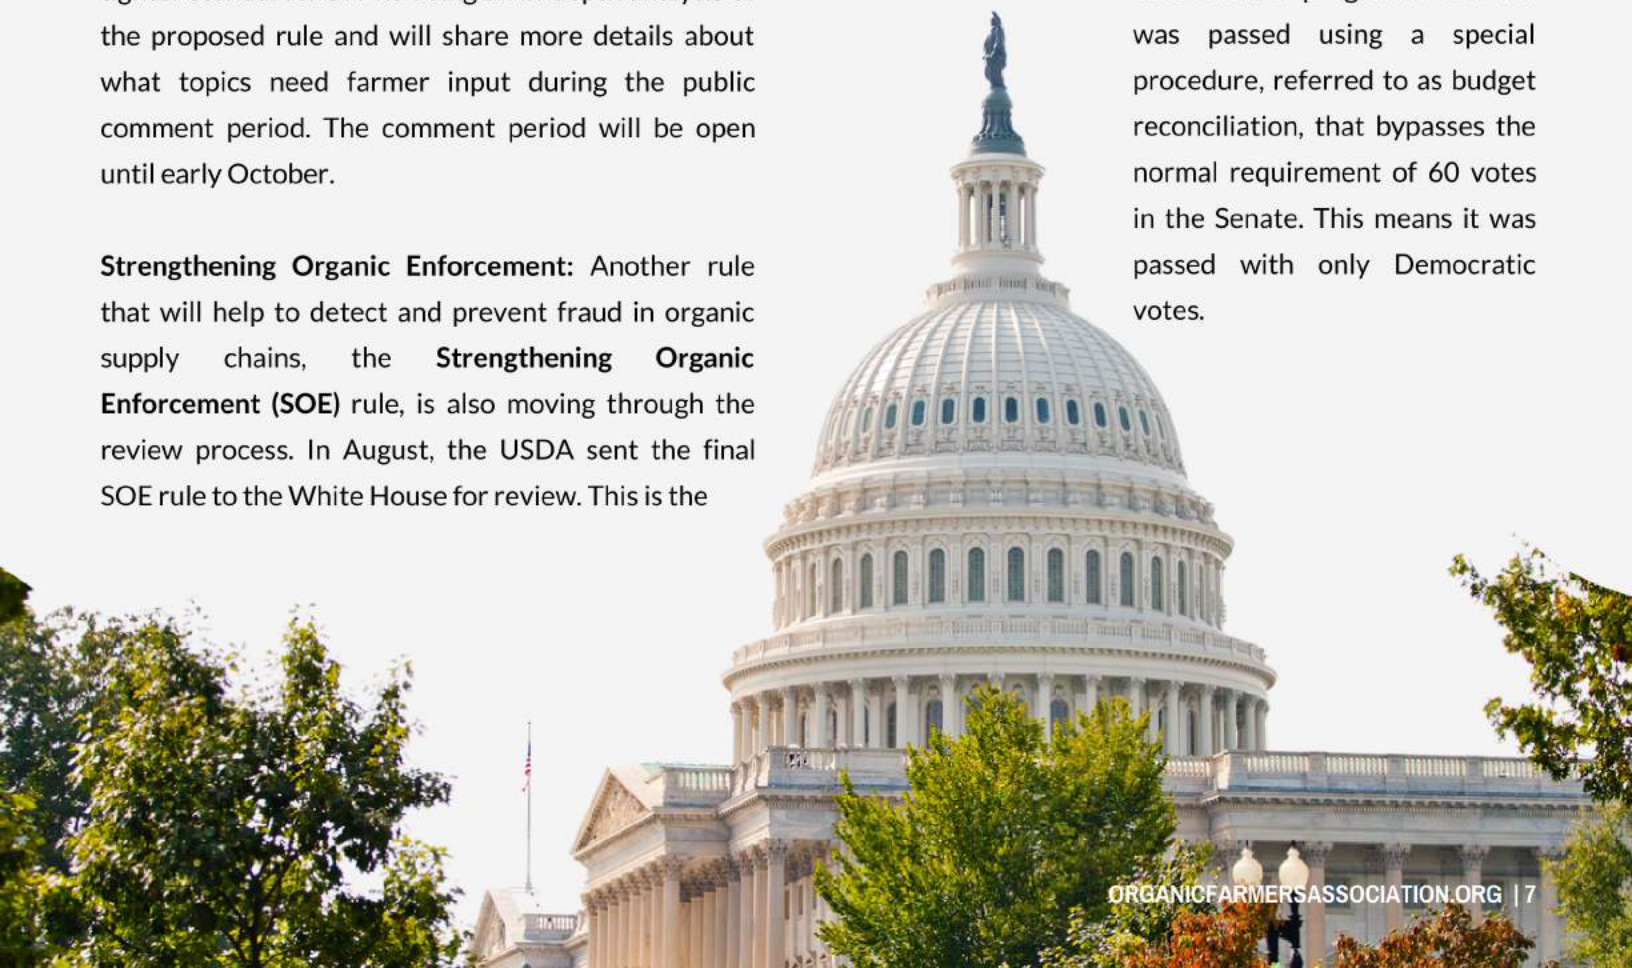 the proposed rule and will share more details about
what topics need farmer input during the public
comment period. The comment period will be open
until early October.
Strengthening Organic Enforcement: Another rule
that will help to detect and prevent fraud in organic
supply chains, the Strengthening Organic
Enforcement (SOE) rule, is also moving through the
review process. In August, the USDA sent the final
SOE rule to the White House for review. This is the
was passed using a special
procedure, referred to as budget
reconciliation, that bypasses the
normal requirement of 60 votes
in the Senate. This means it was
passed with only Democratic
votes.
ORGANICFARMERSASSOCIATION.ORG | 7